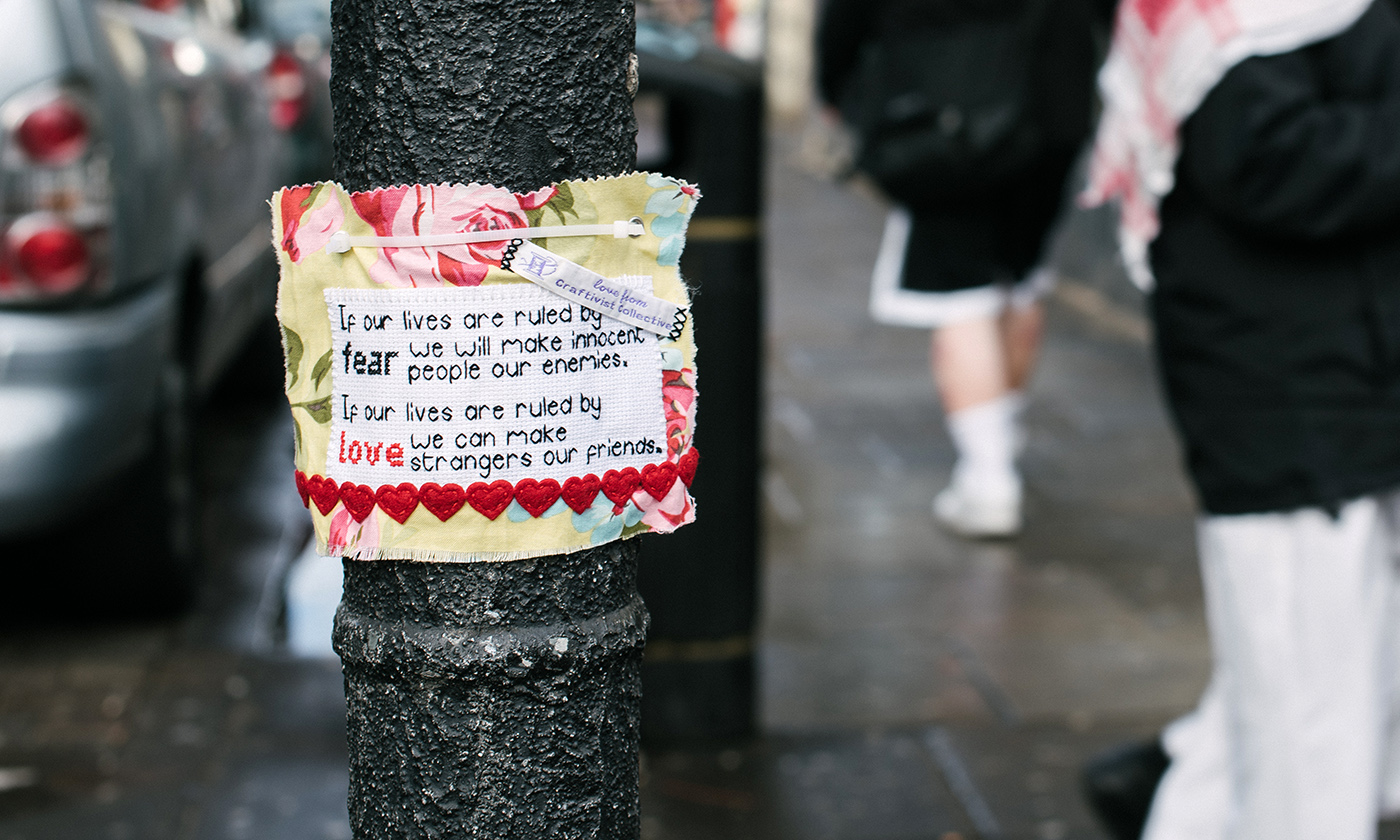 love from
Craftivist Collective
If our lives are ruled by
fear we will make innocent
people our enemies.
If our lives are ruled by
love we can make
strangers our friends.